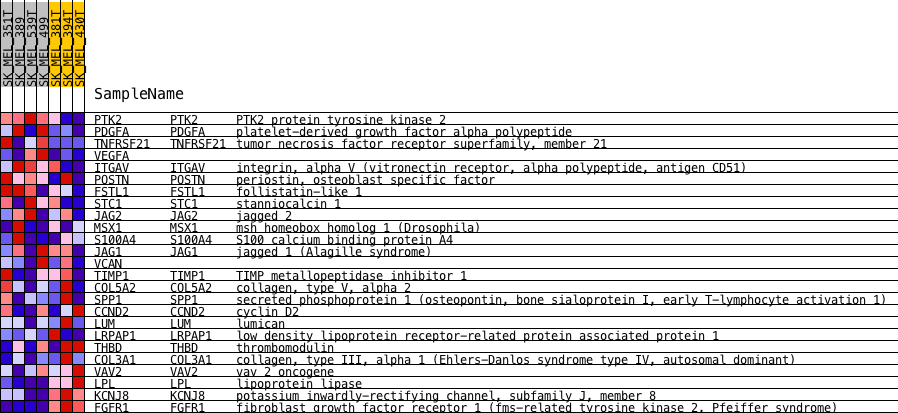 SK_MEL_351T
SK_MEL_389
SK_MEL_539T
SK_MEL_499
SK_MEL_381T
SK_MEL_394T
SK_MEL_430T
SampleName
PTK2 PTK2 PTK2 protein tyrosine kinase 2
PDGFA PDGFA platelet-derived growth factor alpha polypeptide
TNFRSF21 TNFRSF21 tumor necrosis factor receptor superfamily, member 21
VEGFA
ITGAV ITGAV integrin, alpha V (vitronectin receptor, alpha polypeptide, antigen CD51)
POSTN POSTN periostin, osteoblast specific factor
FSTL1 FSTL1 follistatin-like 1
STC1 STC1 stanniocalcin 1
JAG2 JAG2 jagged 2
MSX1 MSX1 msh homeobox homolog 1 (Drosophila)
S100A4 S100A4 S100 calcium binding protein A4
JAG1 JAG1 jagged 1 (Alagille syndrome)
VCAN
TIMP1 TIMP1 TIMP metallopeptidase inhibitor 1
COL5A2 COL5A2 collagen, type V, alpha 2
SPP1 SPP1 secreted phosphoprotein 1 (osteopontin, bone sialoprotein I, early T-lymphocyte activation 1)
CCND2 CCND2 cyclin D2
LUM LUM lumican
LRPAP1 LRPAP1 low density lipoprotein receptor-related protein associated protein 1
THBD THBD thrombomodulin
COL3A1 COL3A1 collagen, type III, alpha 1 (Ehlers-Danlos syndrome type IV, autosomal dominant)
VAV2 VAV2 vav 2 oncogene
LPL LPL lipoprotein lipase
KCNJ8 KCNJ8 potassium inwardly-rectifying channel, subfamily J, member 8
FGFR1 FGFR1 fibroblast growth factor receptor 1 (fms-related tyrosine kinase 2, Pfeiffer syndrome)